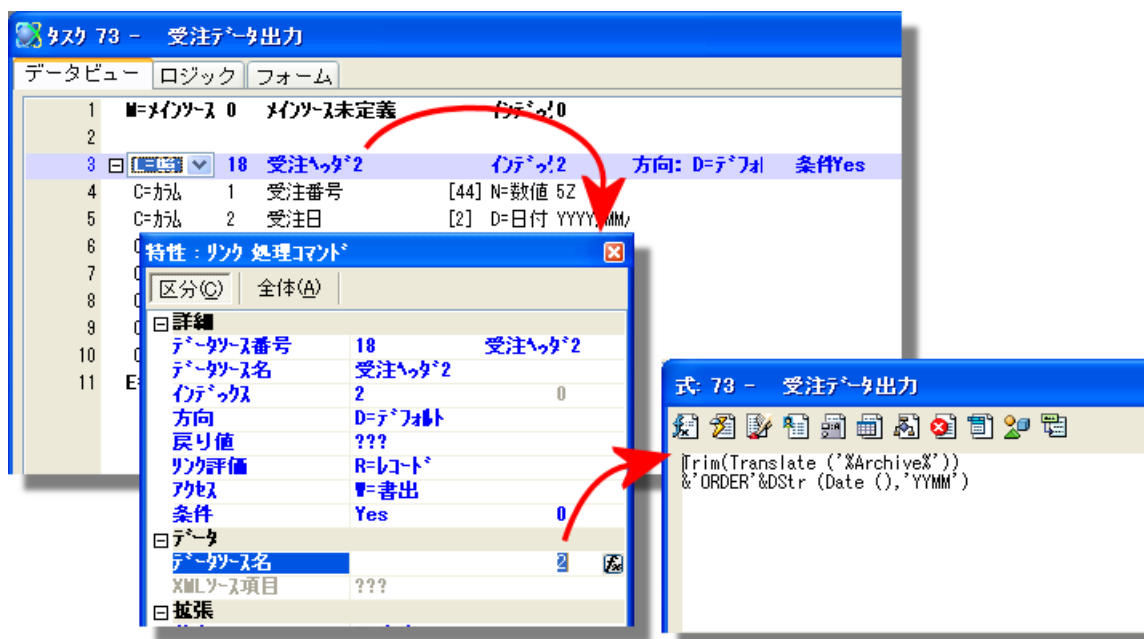 タスク 73 - 受注データ出力
データビュー ロジック フォーム
1 M=メインソース 0 メインソース未定義 インデックス 0
2
3 18 受注ヘッダ2 インデックス 2 方向: D=デフォル 条件Yes
4 C=カラム 1 受注番号 [44] N=数値 5Z
5 C=カラム 2 受注日 [2] D=日付 YYYY/MM/
6
7
8
9
10
11 E=
特性 : リンク 処理コマンド
区分(C) 全体(A)
詳細
データソース番号 18 受注ヘッダ2
データソース名 受注ヘッダ2
インデックス 2 0
方向 D=デフォルト
戻り値 ???
リンク評価 R=レコード
アクセス W=書出
条件 Yes 0
データ
データソース名 2
XMLソース項目 ???
拡張
式: 73 - 受注データ出力
Trim(Translate ('%Archive%'))
&'ORDER'&DStr (Date (),'YYMM')